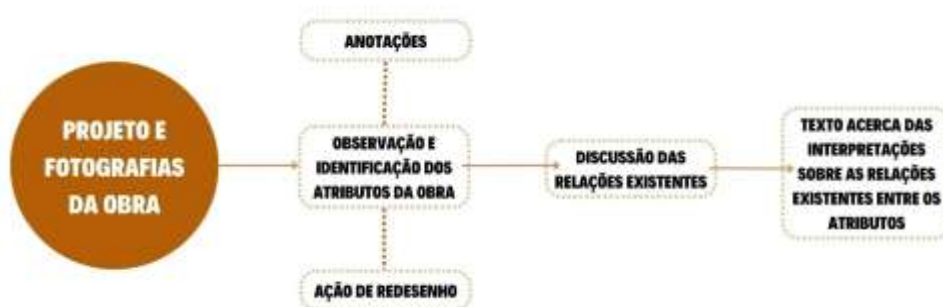 PROJETO E
FOTOGRAFIAS
DA OBRA
ANOTAÇÕES
OBSERVAÇÃO E
IDENTIFICAÇÃO DOS
ATRIBUTOS DA OBRA
AÇÃO DE REDESENHO
DISCUSSÃO DAS
RELAÇÕES EXISTENTES
TEXTO ACERCA DAS
INTERPRETAÇÕES
SOBRE AS RELAÇÕES
EXISTENTES ENTRE OS
ATRIBUTOS